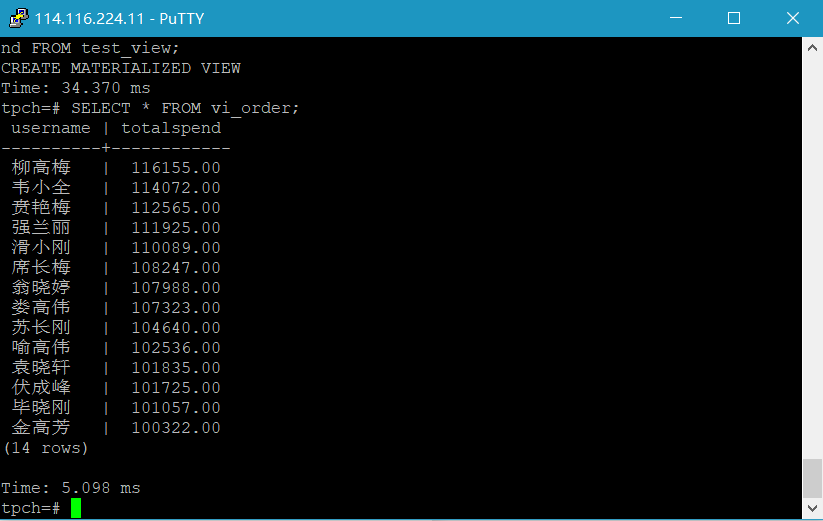 114.116.224.11 - PuTTY
nd FROM test_view;
CREATE MATERIALIZED VIEW
Time: 34.370 ms
tpch=# SELECT * FROM vi_order;
username | totalspend
----------+------------
柳高梅 | 116155.00
韦小全 | 114072.00
贲艳梅 | 112565.00
强兰丽 | 111925.00
滑小刚 | 110089.00
席长梅 | 108247.00
翁晓婷 | 107988.00
娄高伟 | 107323.00
苏长刚 | 104640.00
喻高伟 | 102536.00
袁晓轩 | 101835.00
伏成峰 | 101725.00
毕晓刚 | 101057.00
金高芳 | 100322.00
(14 rows)
Time: 5.098 ms
tpch=#